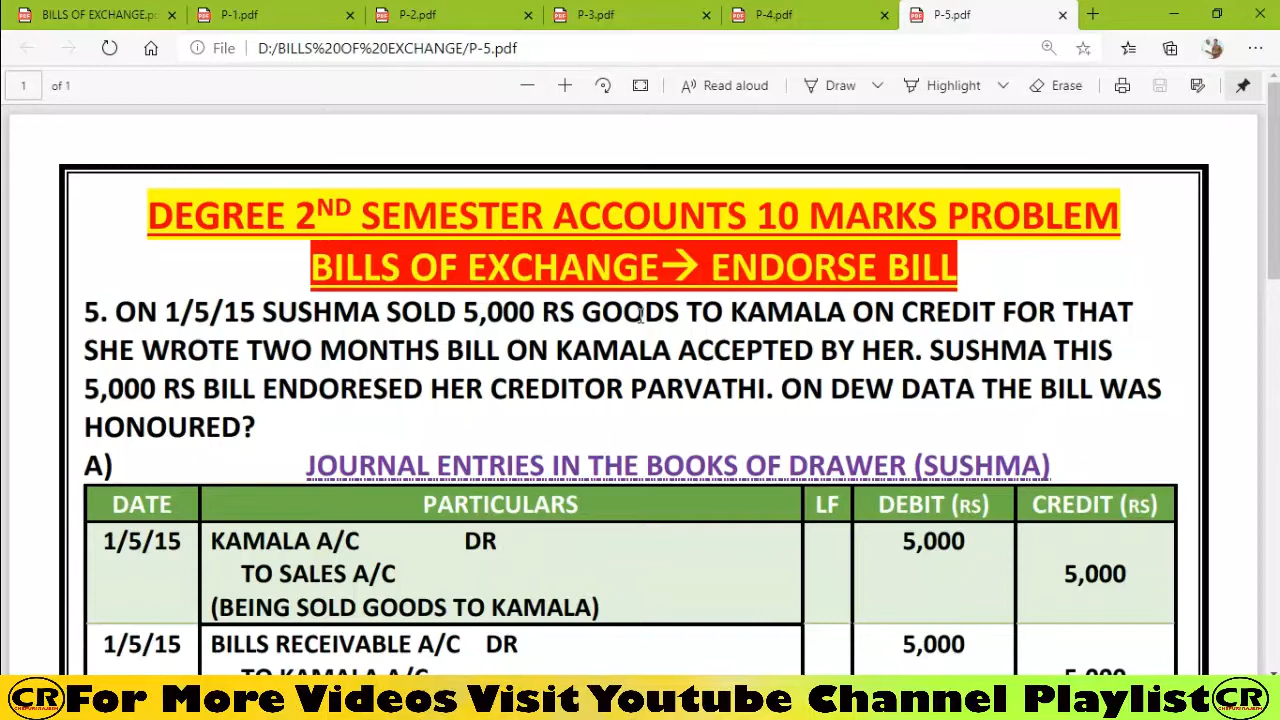 BILLS OF EXCHANGE.p
P-1.pdf
P-2.pdf
P-3.pdf
P-4.pdf
P-5.pdf
File D:/BILLS%20OF%20EXCHANGE/P-5.pdf
1 of 1
Read aloud Draw Highlight Erase
DEGREE 2ND SEMESTER ACCOUNTS 10 MARKS PROBLEM
BILLS OF EXCHANGE→ ENDORSE BILL
5. ON 1/5/15 SUSHMA SOLD 5,000 RS GOODS TO KAMALA ON CREDIT FOR THAT
SHE WROTE TWO MONTHS BILL ON KAMALA ACCEPTED BY HER. SUSHMA THIS
5,000 RS BILL ENDORESED HER CREDITOR PARVATHI. ON DEW DATA THE BILL WAS
HONOURED?
A) JOURNAL ENTRIES IN THE BOOKS OF DRAWER (SUSHMA)
DATE PARTICULARS LF DEBIT (RS) CREDIT (RS)
1/5/15 KAMALA A/C DR 5,000
TO SALES A/C 5,000
(BEING SOLD GOODS TO KAMALA)
1/5/15 BILLS RECEIVABLE A/C DR 5,000
TO KAMALA A/C 5,000
CR For More Videos Visit Youtube Channel Playlist CR